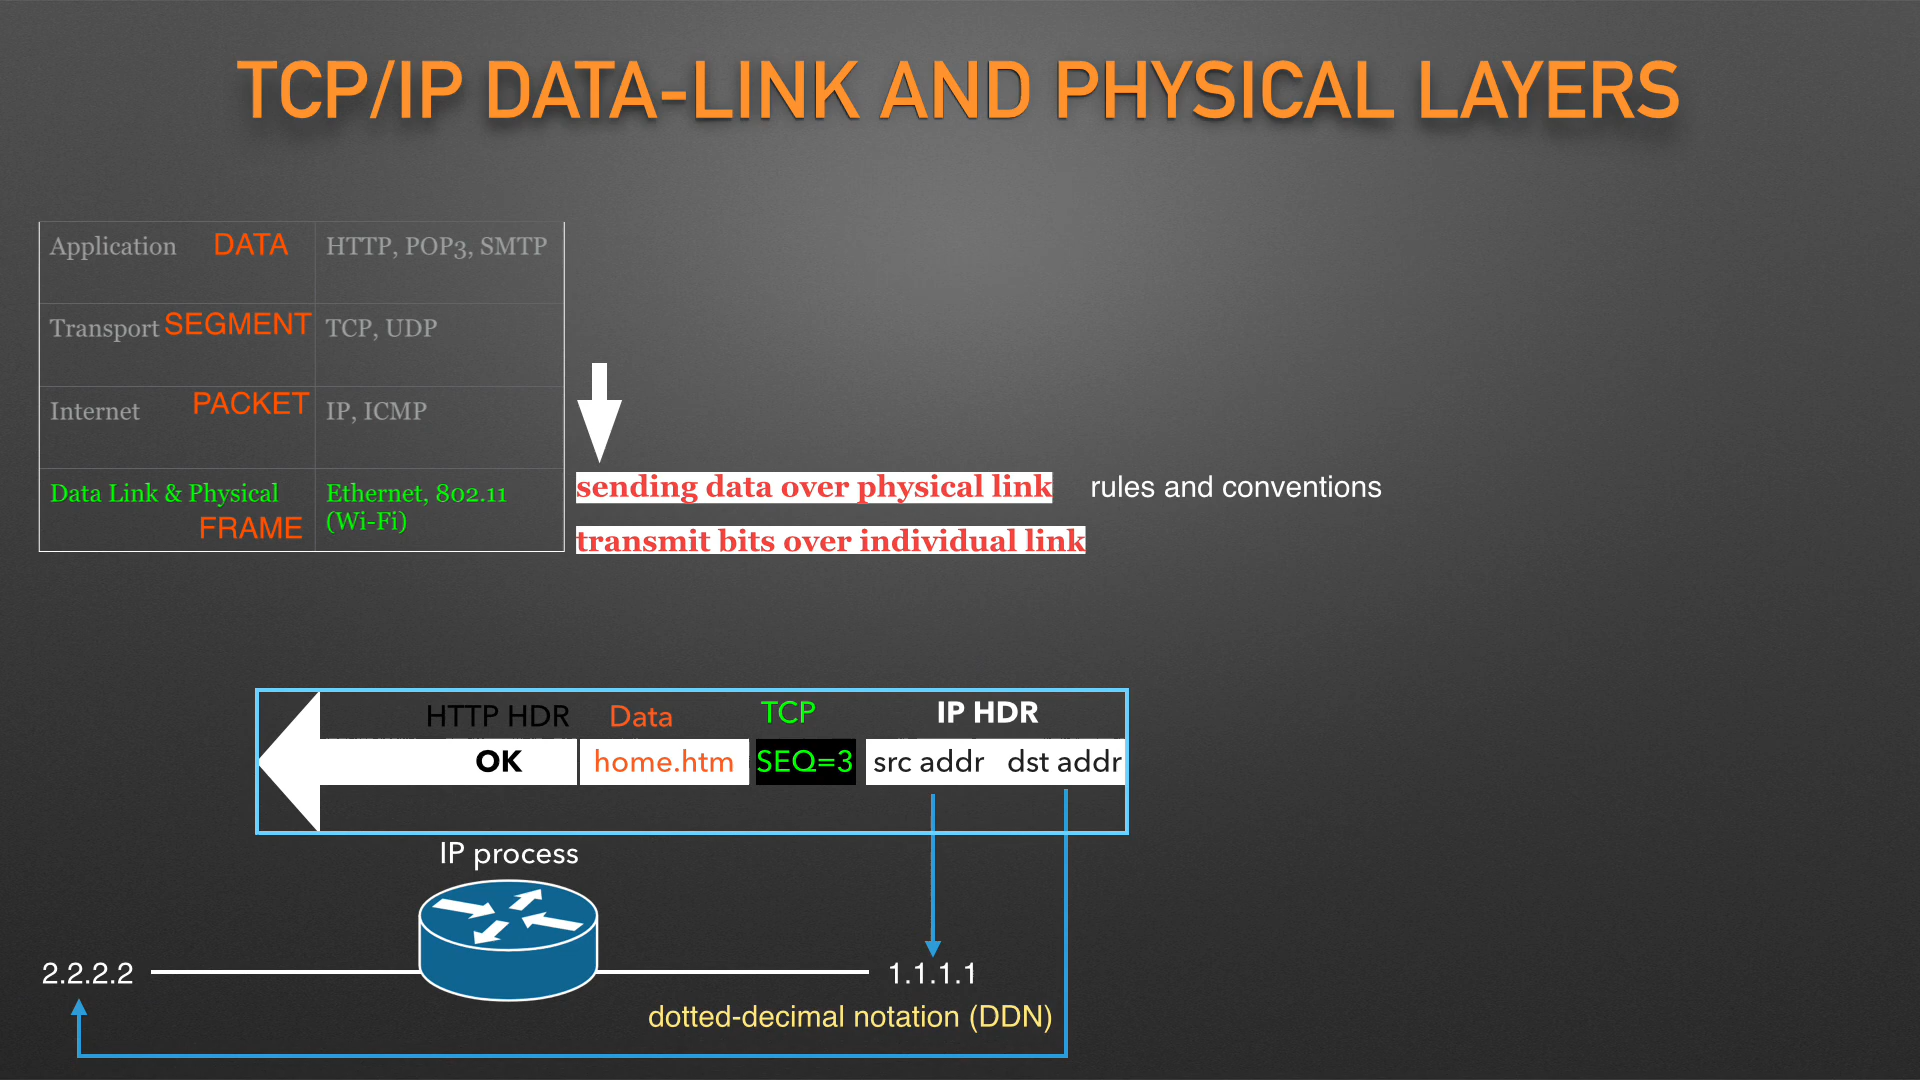 TCP/IP DATA-LINK AND PHYSICAL LAYERS
Application DATA HTTP, POP3, SMTP
Transport SEGMENT TCP, UDP
Internet PACKET IP, ICMP
Data Link & Physical Ethernet, 802.11
FRAME (Wi-Fi)
sending data over physical link rules and conventions
transmit bits over individual link
HTTP HDR Data TCP IP HDR
OK home.htm SEQ=3 src addr dst addr
IP process
2.2.2.2 1.1.1.1
dotted-decimal notation (DDN)